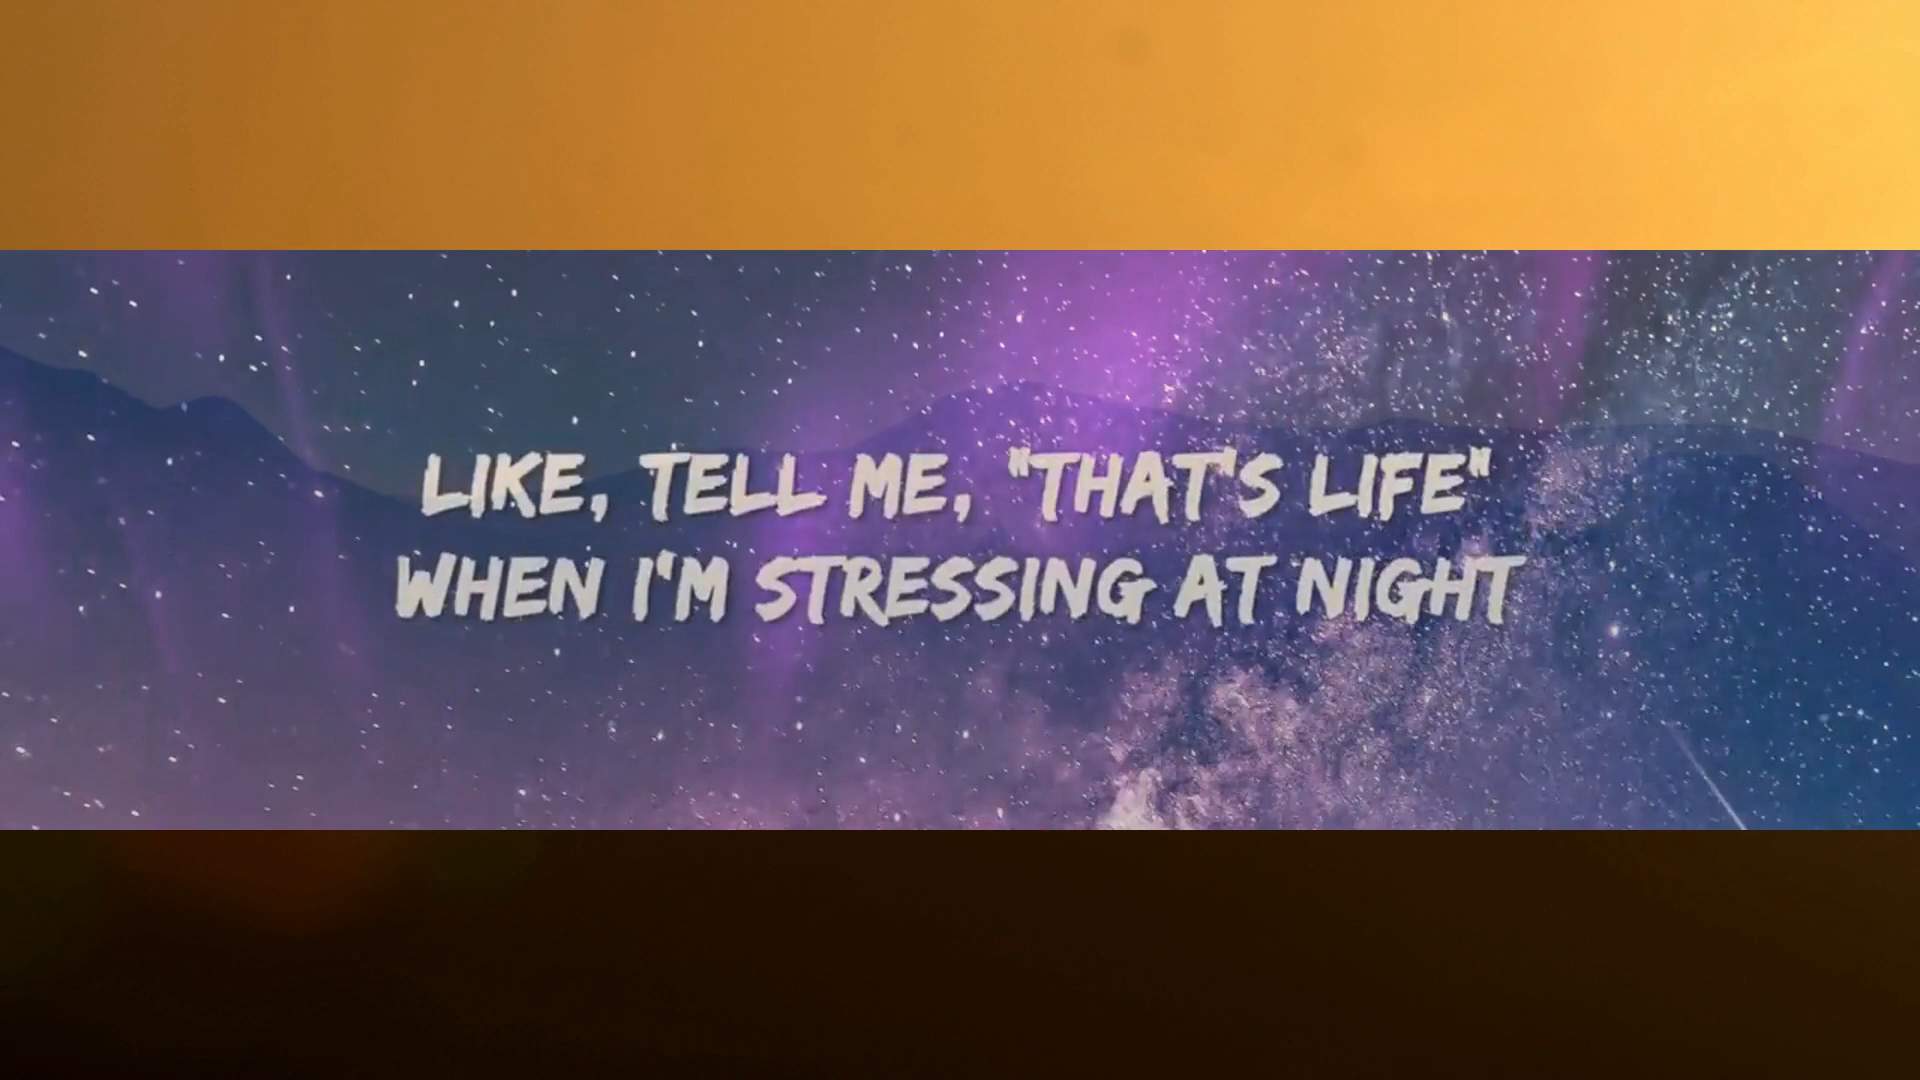 LIKE, TELL ME, "THAT'S LIFE"
WHEN I'M STRESSING AT NIGHT